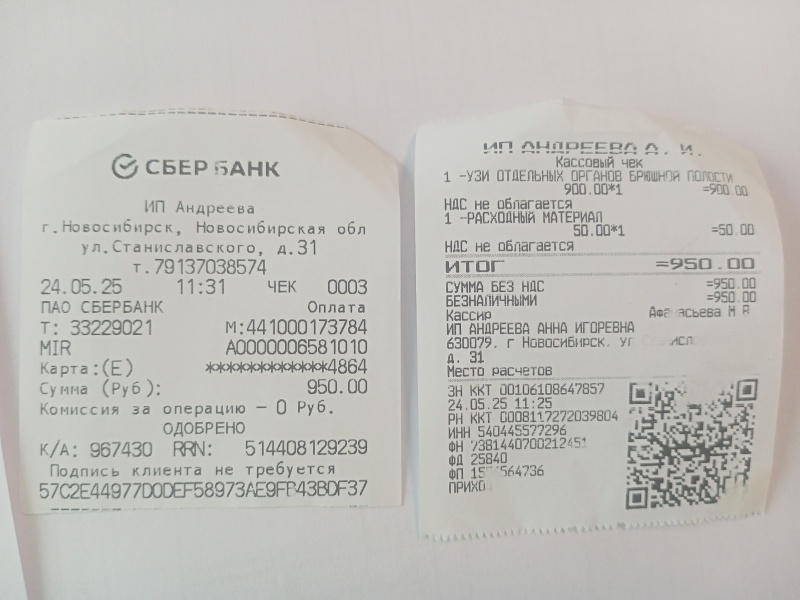 СБЕР БАНК
ИП Андреева
г.Новосибирск, Новосибирская обл
ул.Станиславского, д.31
т.79137038574
24.05.25 11:31 ЧЕК 0003
ПАО СБЕРБАНК Оплата
Т: 33229021 М:441000173784
MIR A0000006581010
Карта:(E) ************4864
Сумма (Руб): 950.00
Комиссия за операцию – 0 Руб.
ОДОБРЕНО
К/А: 967430 RRN: 514408129239
Подпись клиента не требуется
57C2E44977D0DEF58973AE9FB43BDF37
ИП АНДРЕЕВА А. И.
Кассовый чек
1 -УЗИ ОТДЕЛЬНЫХ ОРГАНОВ БРЮШНОЙ ПОЛОСТИ
900.00*1 =900.00
НДС не облагается
1 -РАСХОДНЫЙ МАТЕРИАЛ
50.00*1 =50.00
НДС не облагается
ИТОГ =950.00
СУММА БЕЗ НДС =950.00
БЕЗНАЛИЧНЫМИ =950.00
Кассир М Я
ИП АНДРЕЕВА АННА ИГОРЕВНА
630079. г Новосибирск, ул
д. 31
Место расчетов
ЗН ККТ 00106108647857
24.05.25 11:25
РН ККТ 0008117272039804
ИНН 540445577296
ФН 7381440700212451
ФД 25840
ФП
ПРИХОД